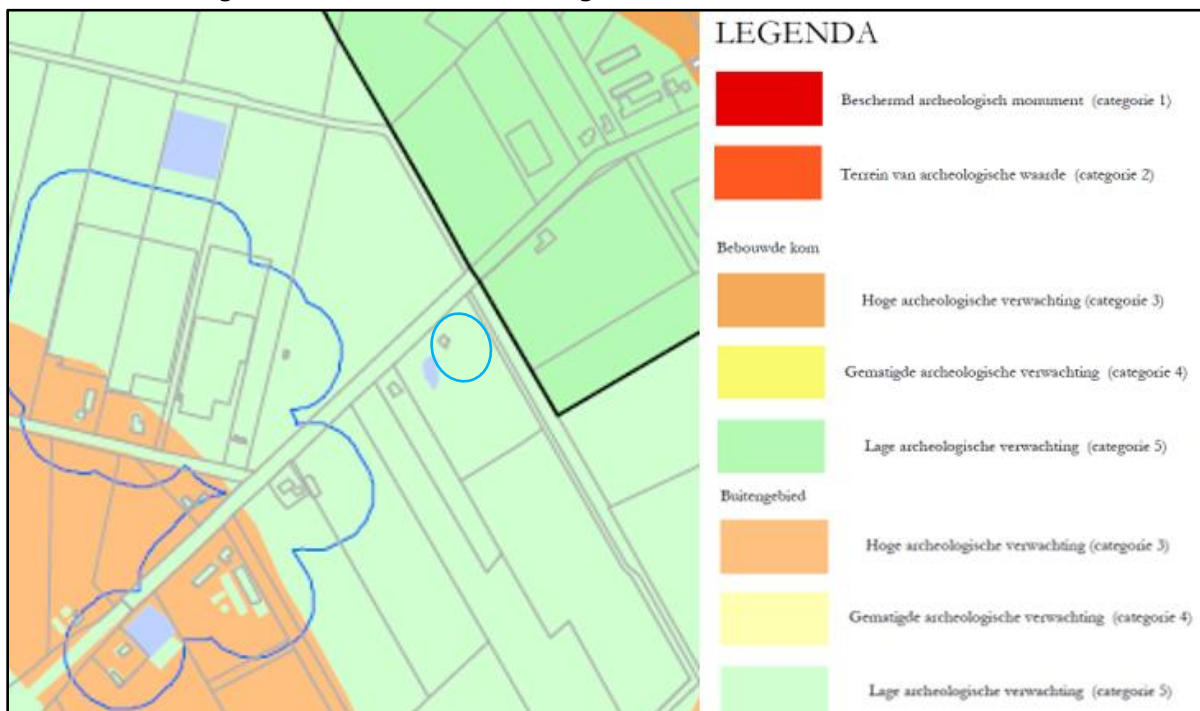 LEGENDA
Beschermd archeologisch monument (categorie 1)
Terrein van archeologische waarde (categorie 2)
Bebouwde kom
Hoge archeologische verwachting (categorie 3)
Gematigde archeologische verwachting (categorie 4)
Lage archeologische verwachting (categorie 5)
Buitengebied
Hoge archeologische verwachting (categorie 3)
Gematigde archeologische verwachting (categorie 4)
Lage archeologische verwachting (categorie 5)